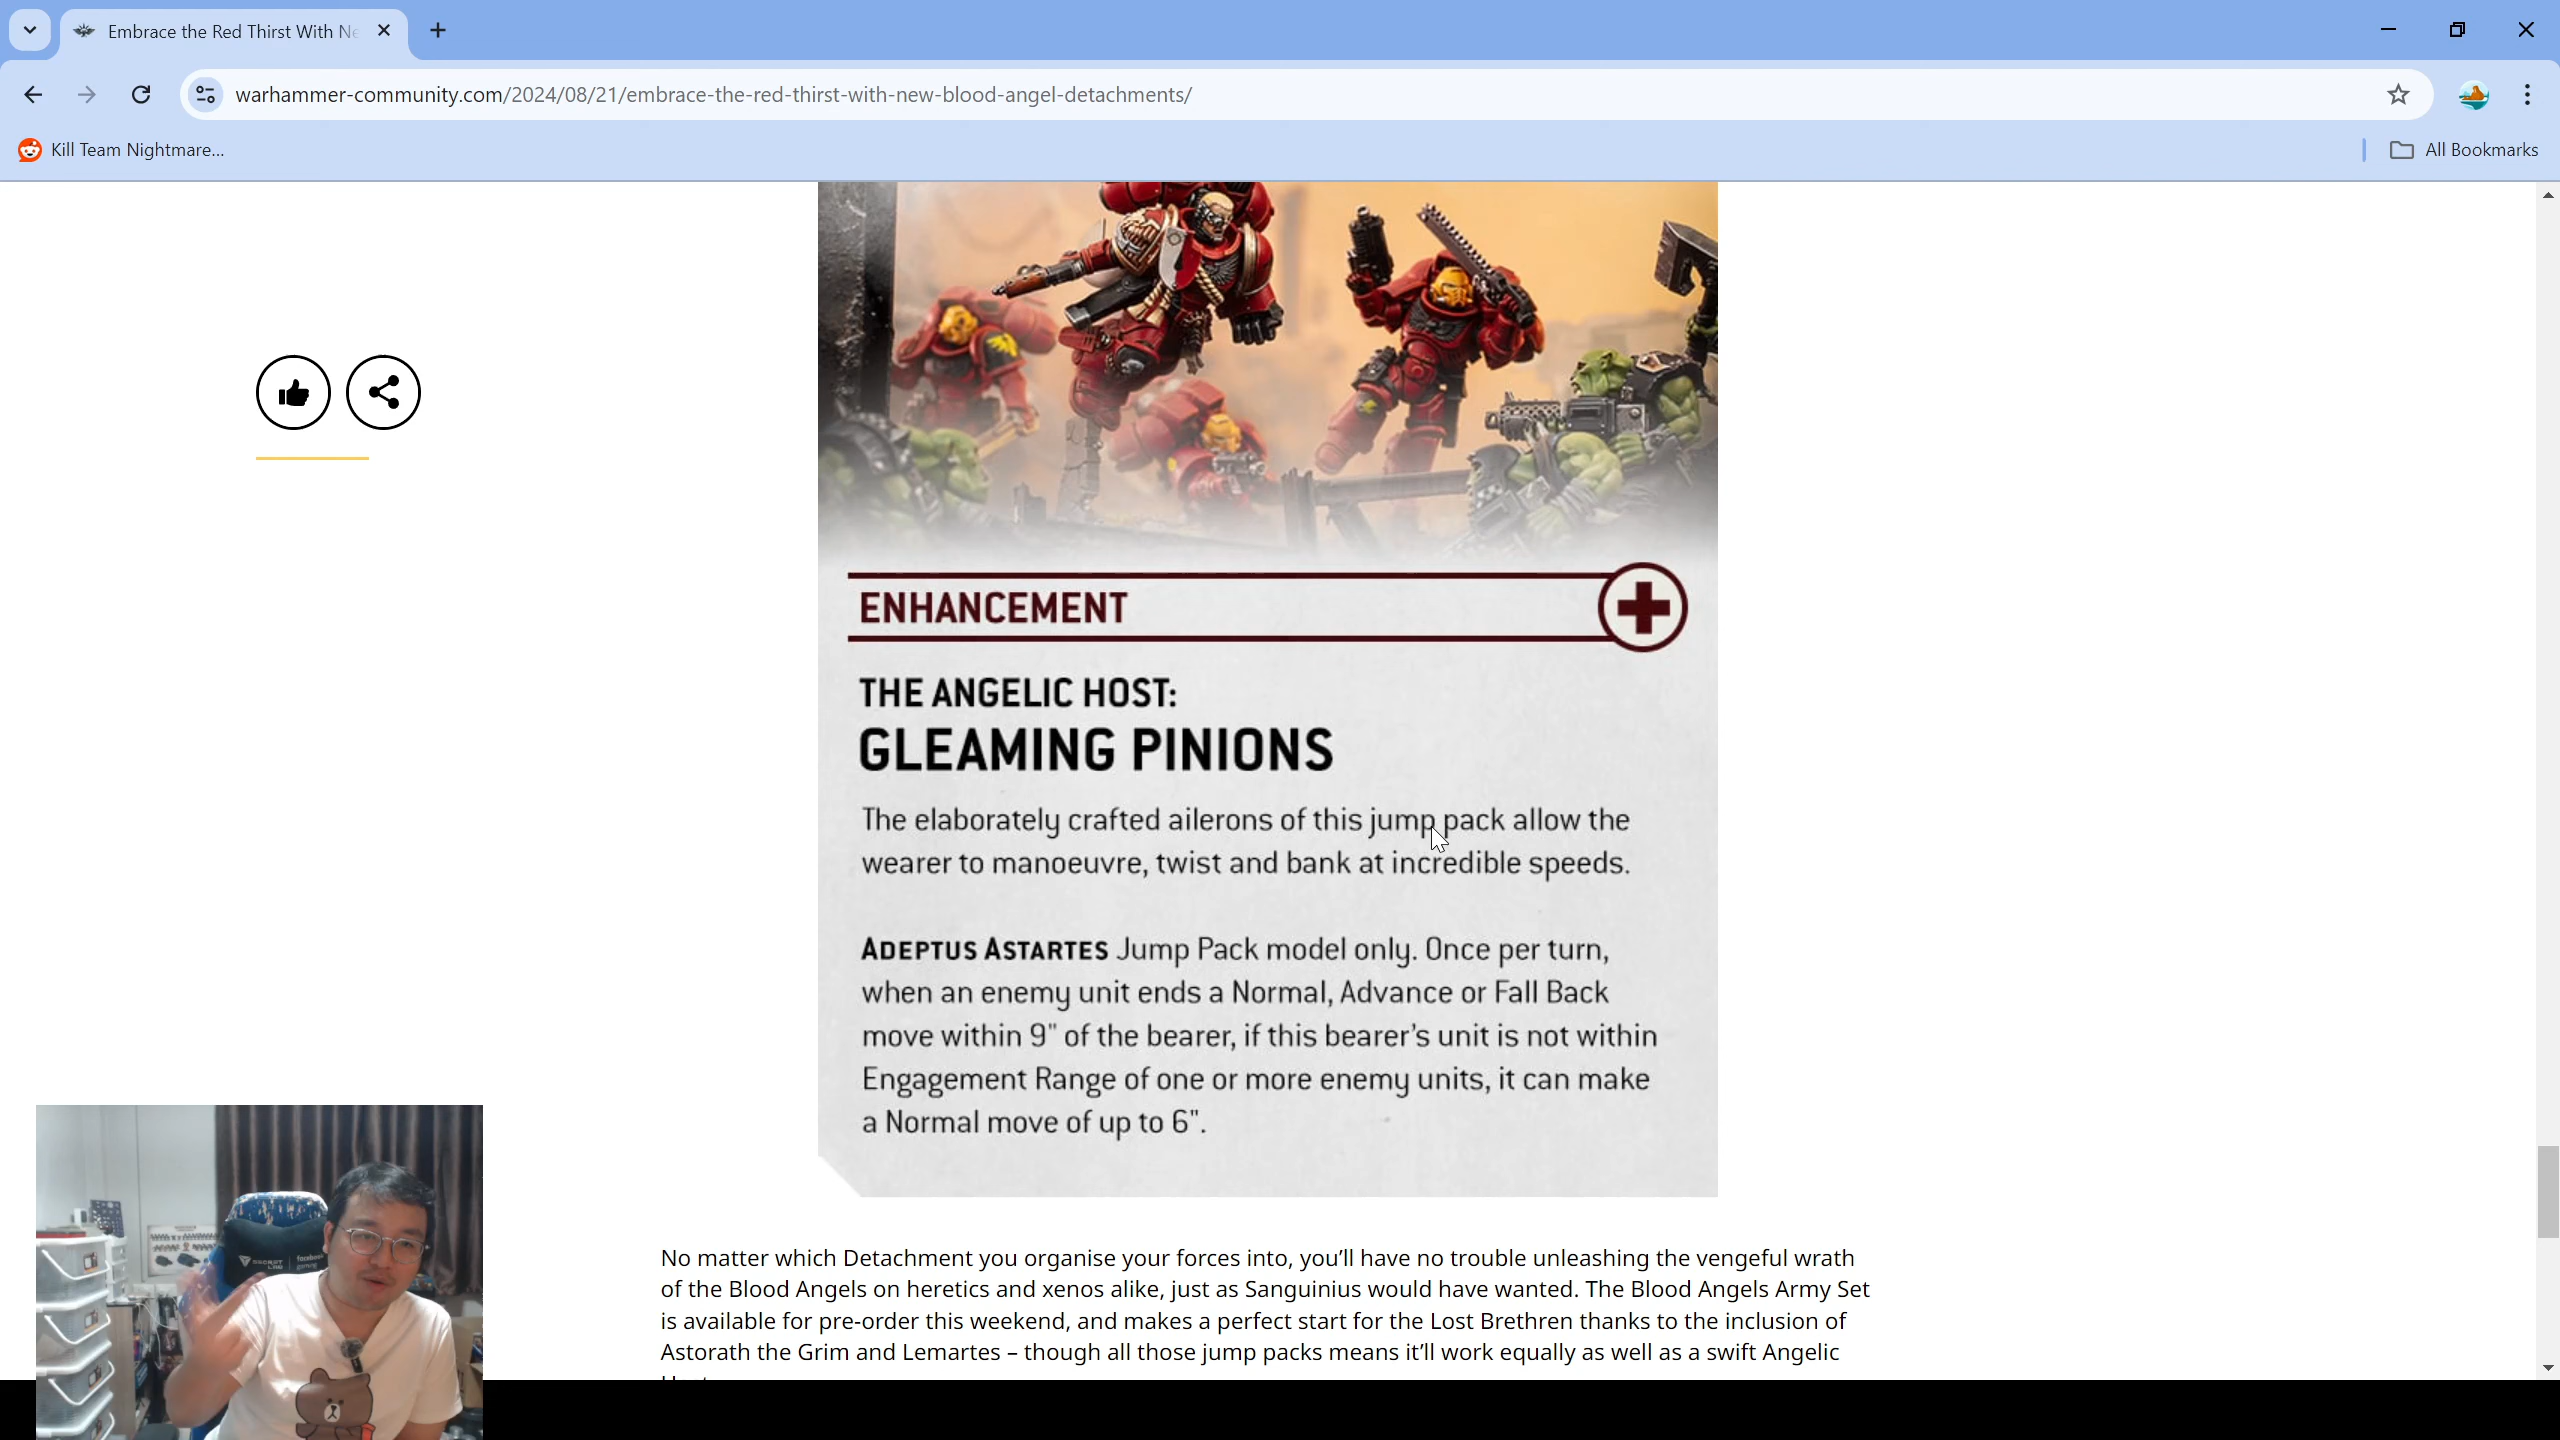 Embrace the Red Thirst With Ne
warhammer-community.com/2024/08/21/embrace-the-red-thirst-with-new-blood-angel-detachments/
Kill Team Nightmare...
All Bookmarks
ENHANCEMENT
THE ANGELIC HOST:
GLEAMING PINIONS
The elaborately crafted ailerons of this jump pack allow the
wearer to manoeuvre, twist and bank at incredible speeds.
ADEPTUS ASTARTES Jump Pack model only. Once per turn,
when an enemy unit ends a Normal, Advance or Fall Back
move within 9" of the bearer, if this bearer's unit is not within
Engagement Range of one or more enemy units, it can make
a Normal move of up to 6".
No matter which Detachment you organise your forces into, you’ll have no trouble unleashing the vengeful wrath
of the Blood Angels on heretics and xenos alike, just as Sanguinius would have wanted. The Blood Angels Army Set
is available for pre-order this weekend, and makes a perfect start for the Lost Brethren thanks to the inclusion of
Astorath the Grim and Lemartes – though all those jump packs means it’ll work equally as well as a swift Angelic